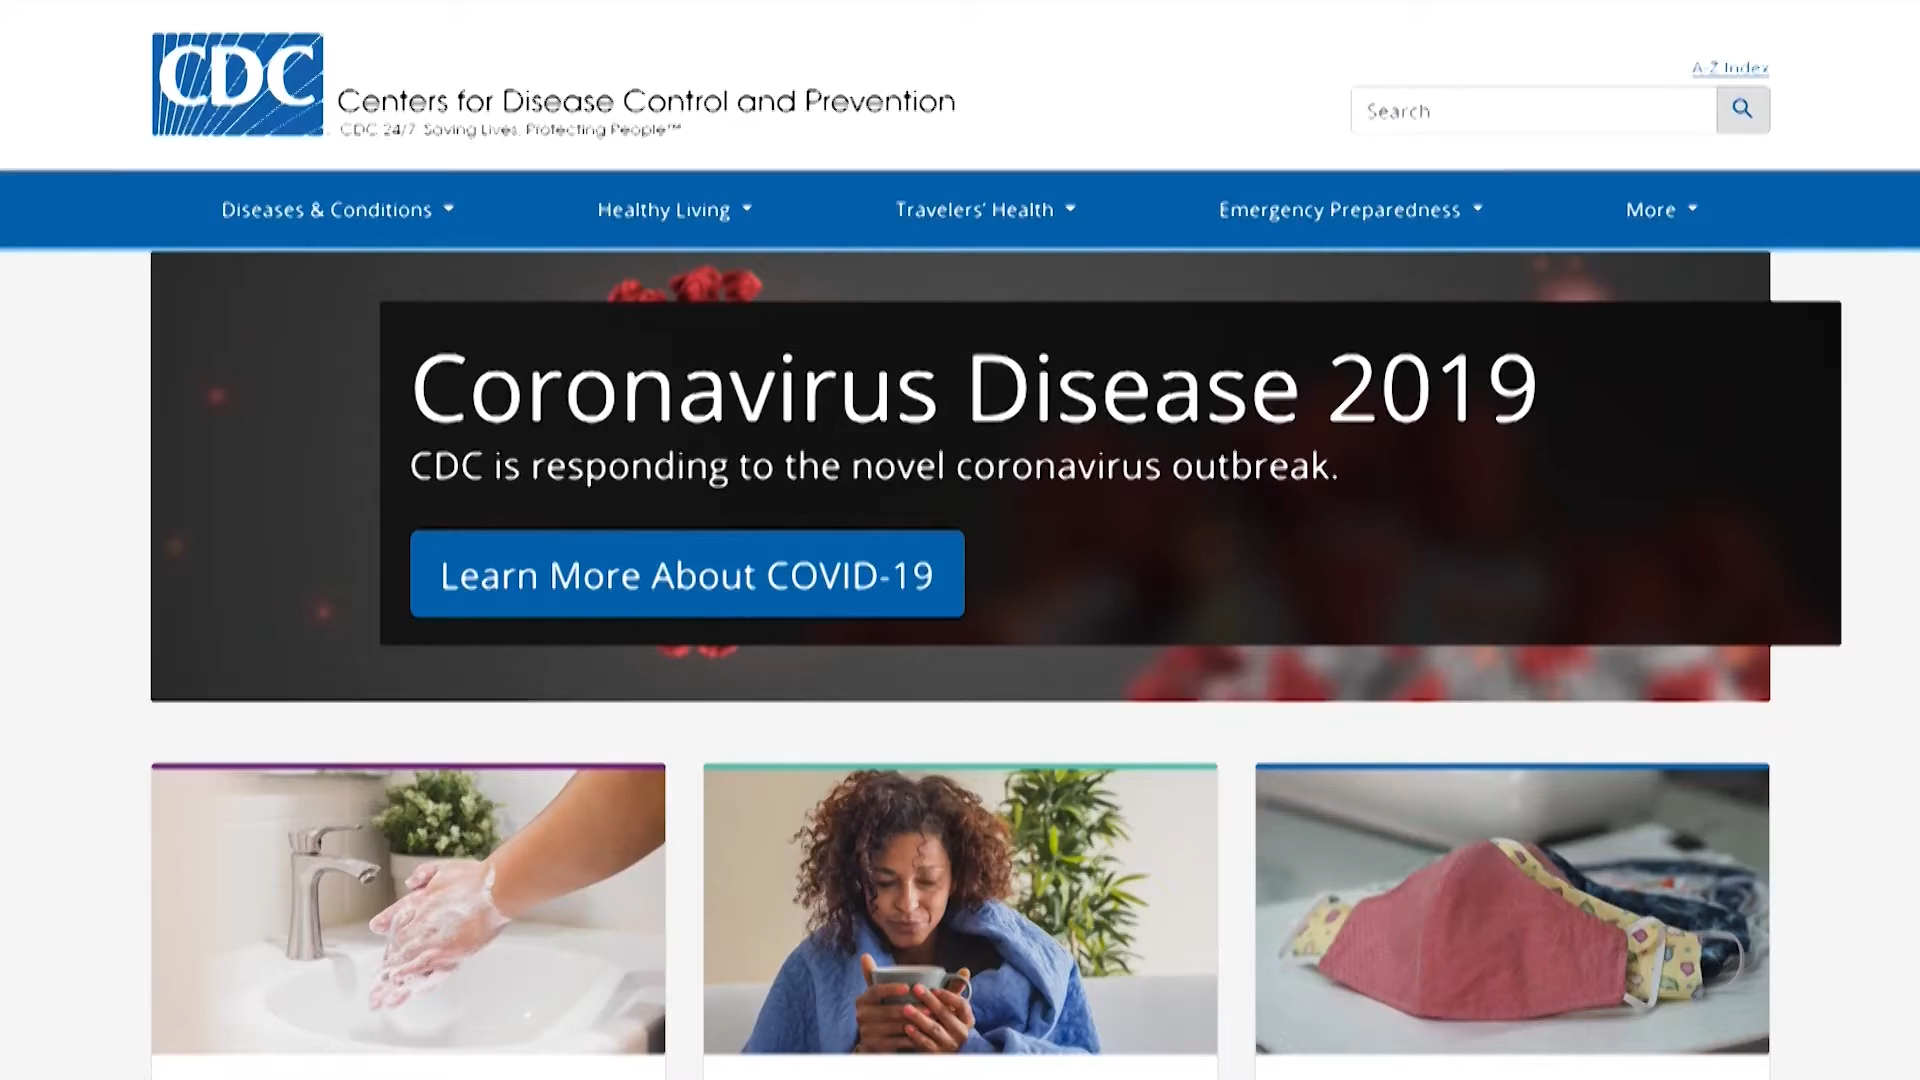 CDC
Centers for Disease Control and Prevention
CDC 24/7: Saving Lives, Protecting People™
A-Z Index
Search
Diseases & Conditions
Healthy Living
Travelers' Health
Emergency Preparedness
More
Coronavirus Disease 2019
CDC is responding to the novel coronavirus outbreak.
Learn More About COVID-19